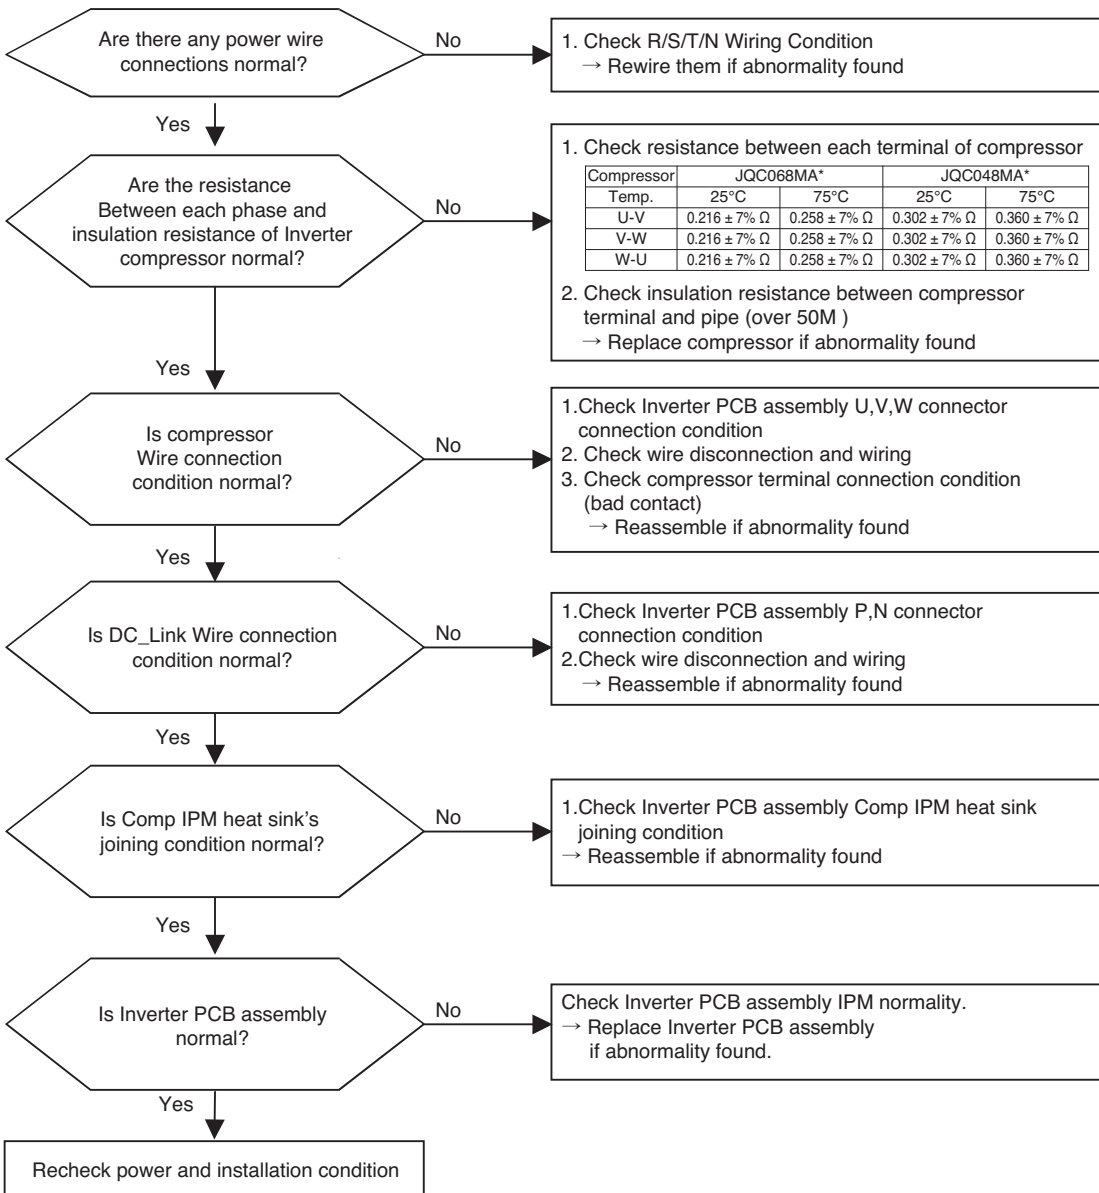 Are there any power wire
connections normal?
No
1. Check R/S/T/N Wiring Condition
→ Rewire them if abnormality found
Yes
Are the resistance
Between each phase and
insulation resistance of Inverter
compressor normal?
No
1. Check resistance between each terminal of compressor
Compressor JQC068MA* JQC048MA*
Temp. 25°C 75°C 25°C 75°C
U-V 0.216 ± 7% Ω 0.258 ± 7% Ω 0.302 ± 7% Ω 0.360 ± 7% Ω
V-W 0.216 ± 7% Ω 0.258 ± 7% Ω 0.302 ± 7% Ω 0.360 ± 7% Ω
W-U 0.216 ± 7% Ω 0.258 ± 7% Ω 0.302 ± 7% Ω 0.360 ± 7% Ω
2. Check insulation resistance between compressor
terminal and pipe (over 50M )
→ Replace compressor if abnormality found
Yes
Is compressor
Wire connection
condition normal?
No
1.Check Inverter PCB assembly U,V,W connector
connection condition
2. Check wire disconnection and wiring
3. Check compressor terminal connection condition
(bad contact)
→ Reassemble if abnormality found
Yes
Is DC_Link Wire connection
condition normal?
No
1.Check Inverter PCB assembly P,N connector
connection condition
2.Check wire disconnection and wiring
→ Reassemble if abnormality found
Yes
Is Comp IPM heat sink's
joining condition normal?
No
1.Check Inverter PCB assembly Comp IPM heat sink
joining condition
→ Reassemble if abnormality found
Yes
Is Inverter PCB assembly
normal?
No
Check Inverter PCB assembly IPM normality.
→ Replace Inverter PCB assembly
if abnormality found.
Yes
Recheck power and installation condition